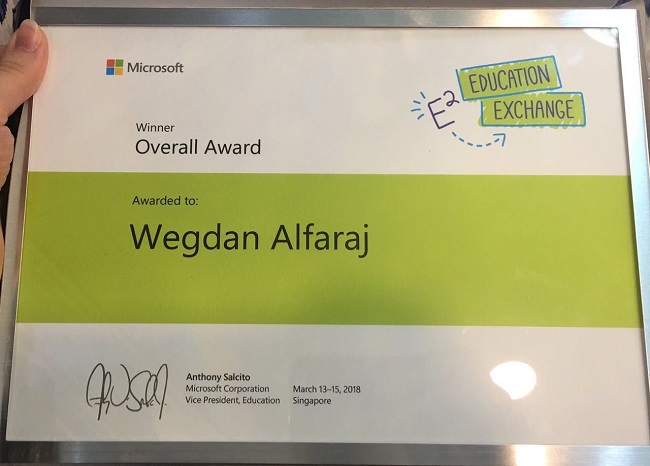 Microsoft
E² EDUCATION
EXCHANGE
Winner
Overall Award
Awarded to:
Wegdan Alfaraj
Anthony Salcito
Microsoft Corporation March 13–15, 2018
Vice President, Education Singapore